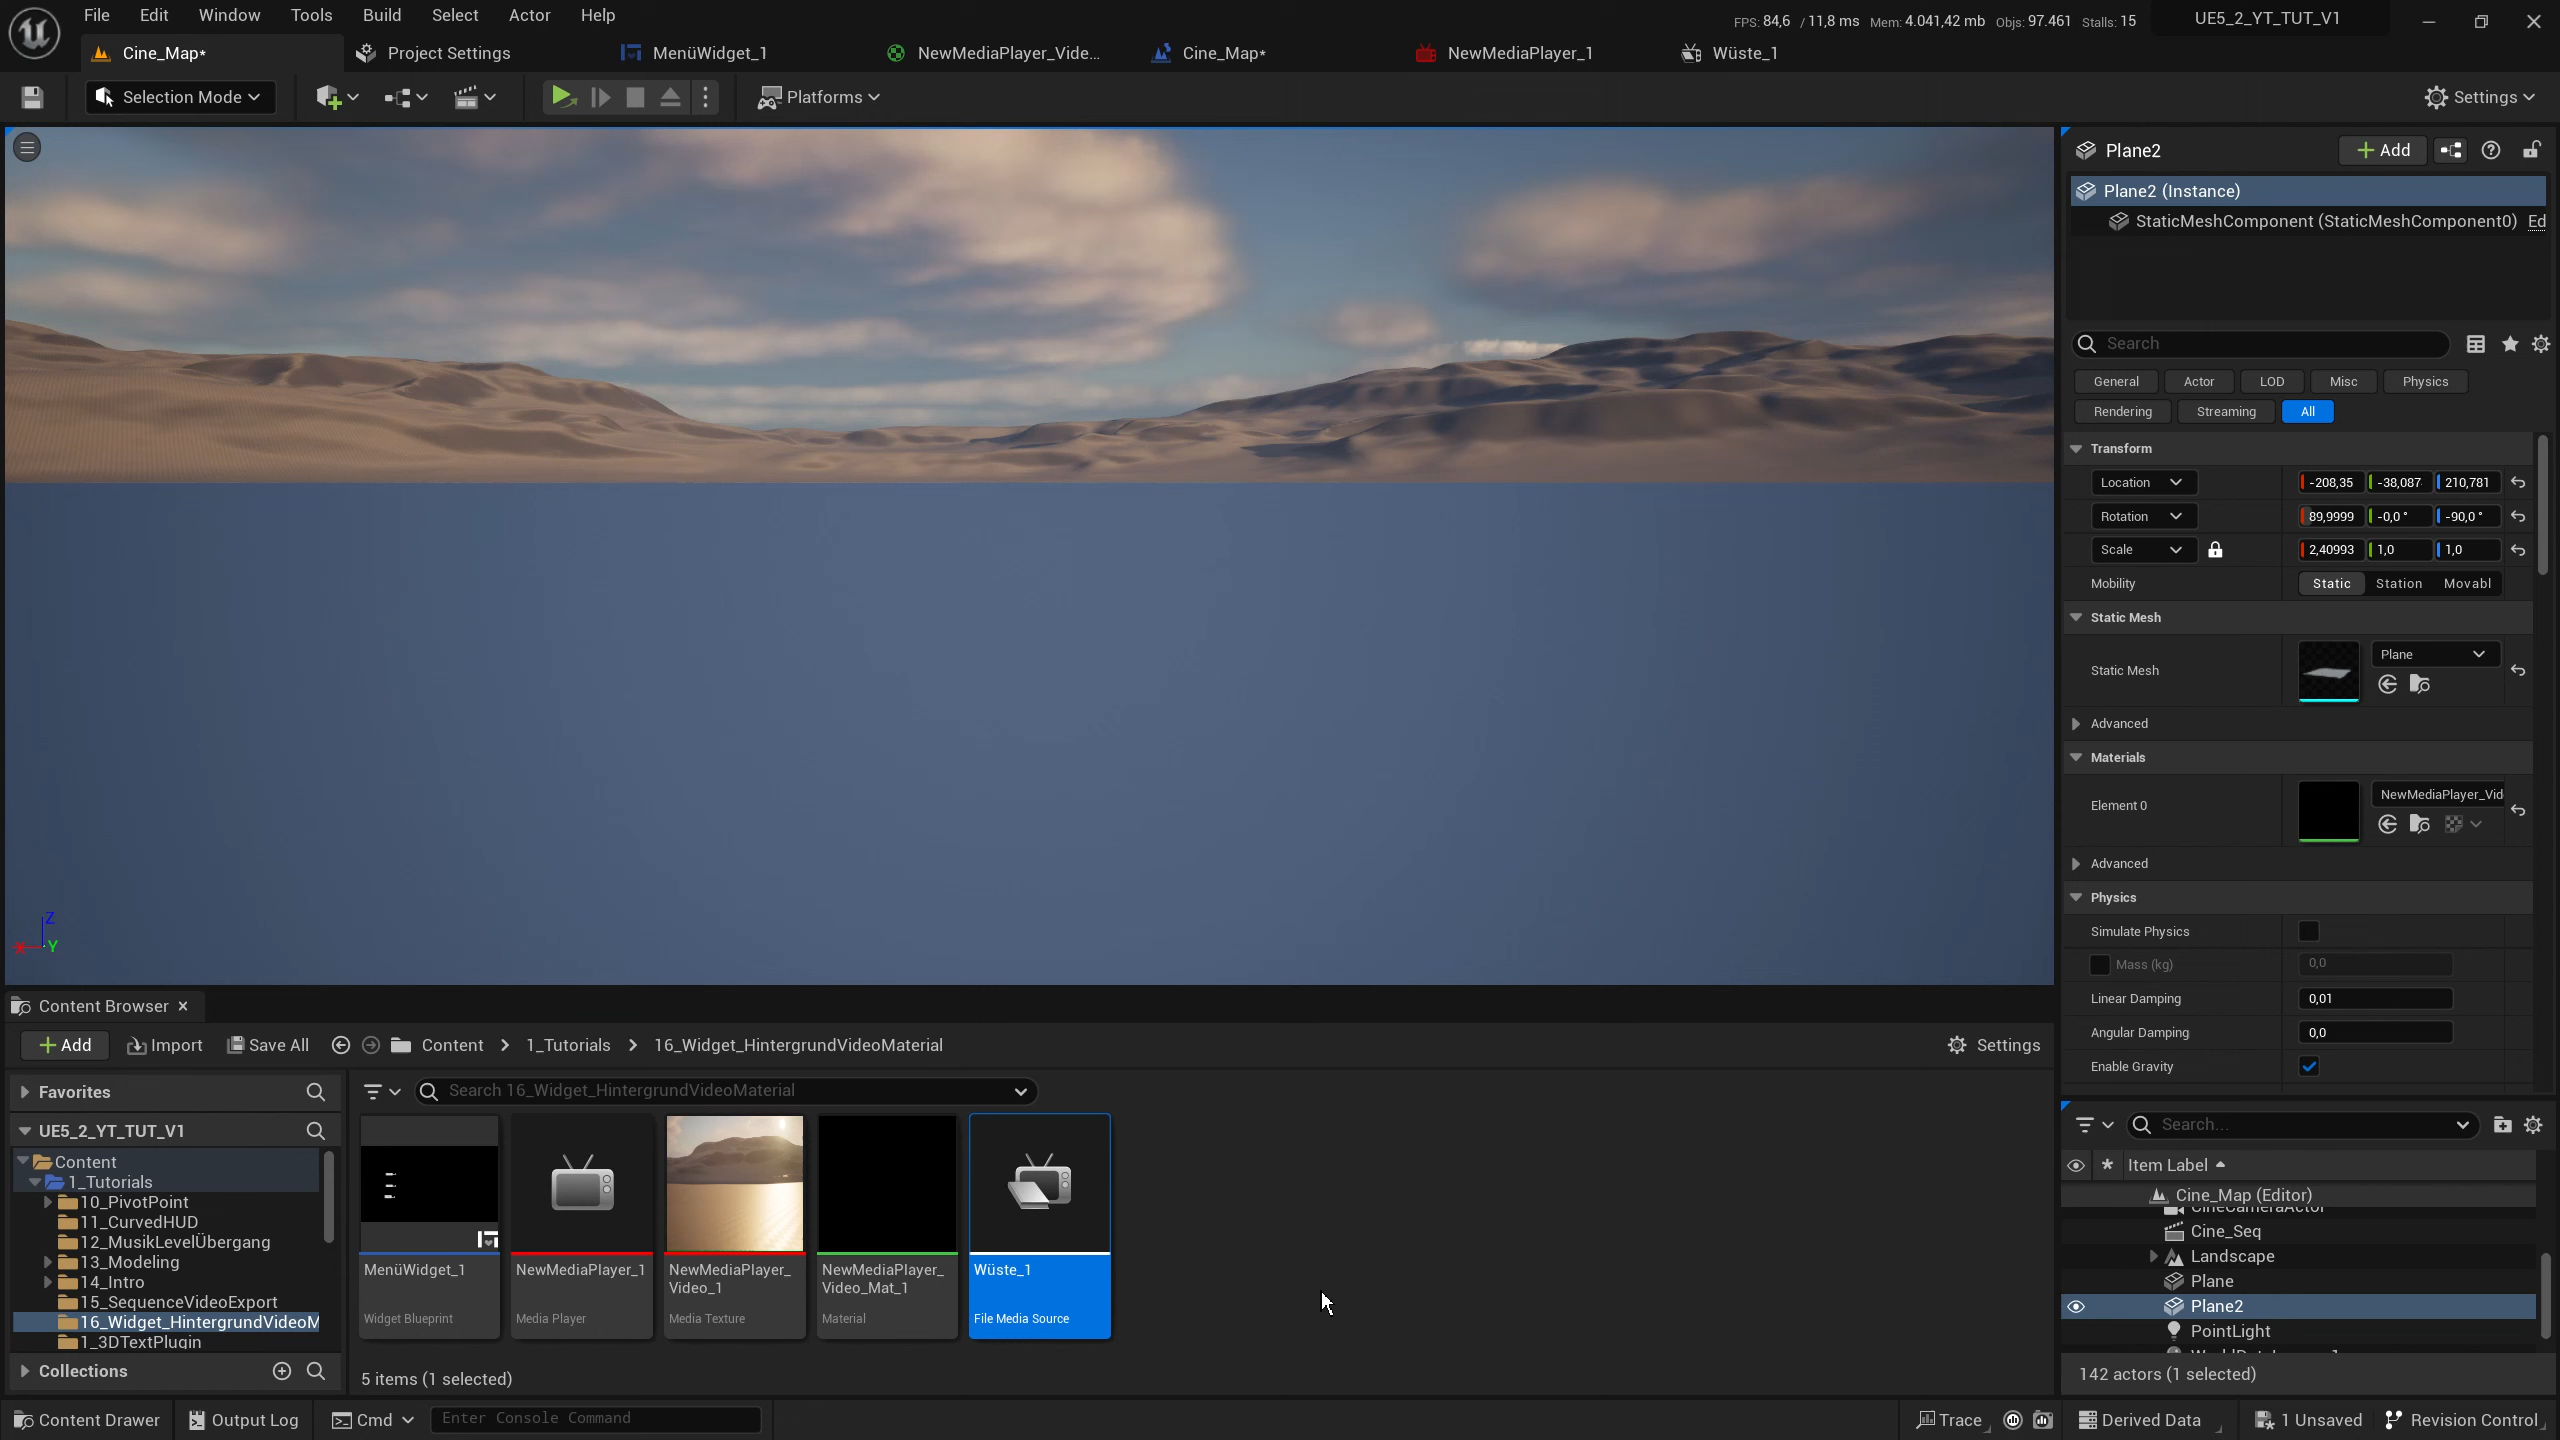 File Edit Window Tools Build Select Actor Help
FPS: 84,6 / 11,8 ms Mem: 4.041,42 mb Objs: 97.461 Stalls: 15
UE5_2_YT_TUT_V1
Cine_Map*
Project Settings
MenüWidget_1
NewMediaPlayer_Vide...
Cine_Map*
NewMediaPlayer_1
Wüste_1
Selection Mode
Platforms
Settings
Z
X
Y
Plane2
Add
Plane2 (Instance)
StaticMeshComponent (StaticMeshComponent0) Ed
Search
General Actor LOD Misc Physics
Rendering Streaming All
Transform
Location -208,35 -38,087 210,781
Rotation 89,9999 -0,0 ° -90,0 °
Scale 2,40993 1,0 1,0
Mobility Static Station Movabl
Static Mesh
Static Mesh Plane
Advanced
Materials
Element 0 NewMediaPlayer_Vid
Advanced
Physics
Simulate Physics
Mass (kg) 0,0
Linear Damping 0,01
Angular Damping 0,0
Enable Gravity
Content Browser
Add Import Save All Content 1_Tutorials 16_Widget_HintergrundVideoMaterial Settings
Favorites
UE5_2_YT_TUT_V1
Content
1_Tutorials
10_PivotPoint
11_CurvedHUD
12_MusikLevelÜbergang
13_Modeling
14_Intro
15_SequenceVideoExport
16_Widget_HintergrundVideoM
1_3DTextPlugin
Collections
Search 16_Widget_HintergrundVideoMaterial
MenüWidget_1
Widget Blueprint
NewMediaPlayer_1
Media Player
NewMediaPlayer_
Video_1
Media Texture
NewMediaPlayer_
Video_Mat_1
Material
Wüste_1
File Media Source
5 items (1 selected)
Search...
Item Label
Cine_Map (Editor)
CineCameraActor
Cine_Seq
Landscape
Plane
Plane2
PointLight
142 actors (1 selected)
Content Drawer Output Log Cmd Enter Console Command
Trace Derived Data 1 Unsaved Revision Control